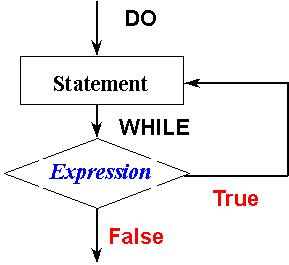 DO
Statement
WHILE
Expression
True
False